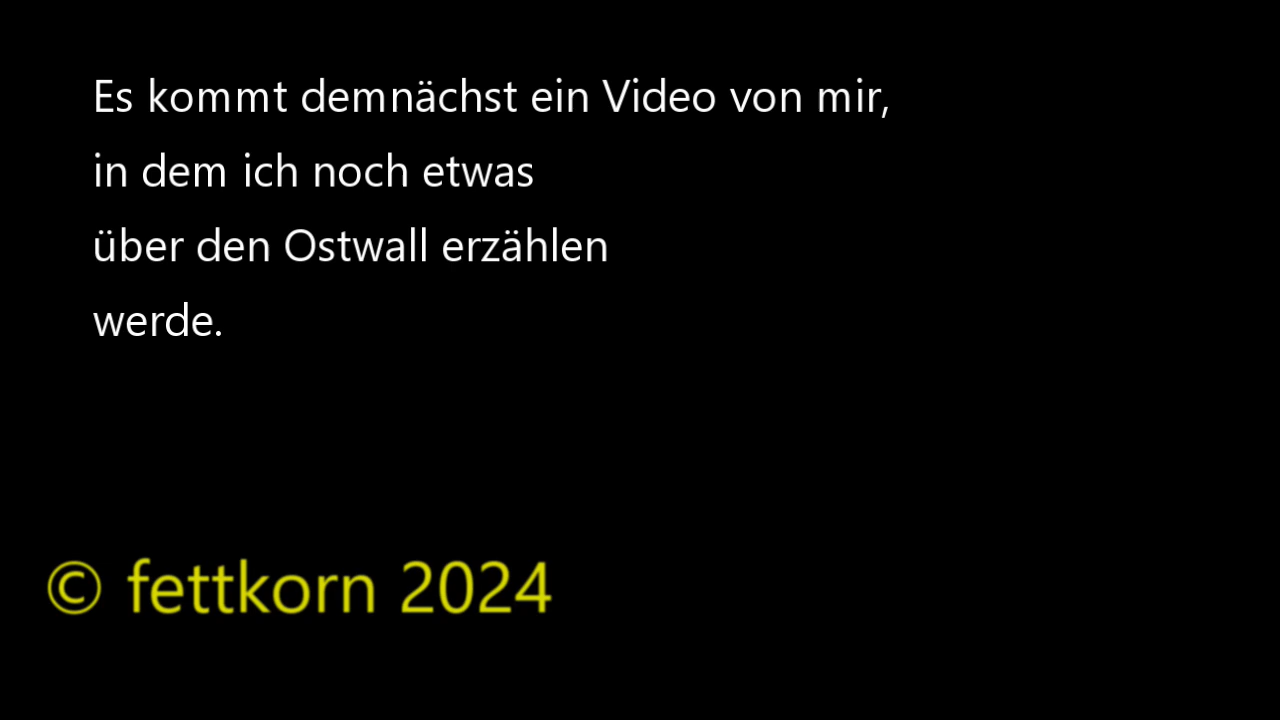 Es kommt demnächst ein Video von mir,
in dem ich noch etwas
über den Ostwall erzählen
werde.
© fettkorn 2024